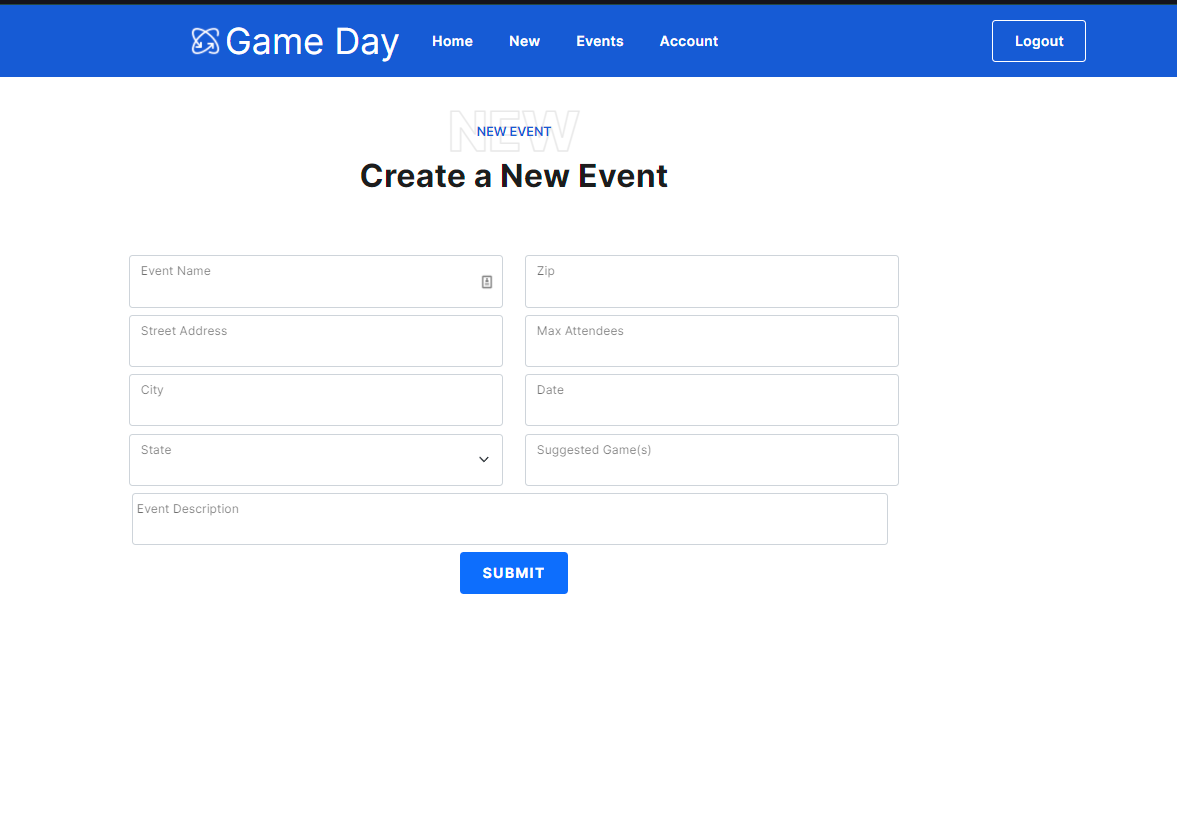 Game Day Home New Events Account Logout
NEW
NEW EVENT
Create a New Event
Event Name Zip
Street Address Max Attendees
City Date
State Suggested Game(s)
Event Description
SUBMIT